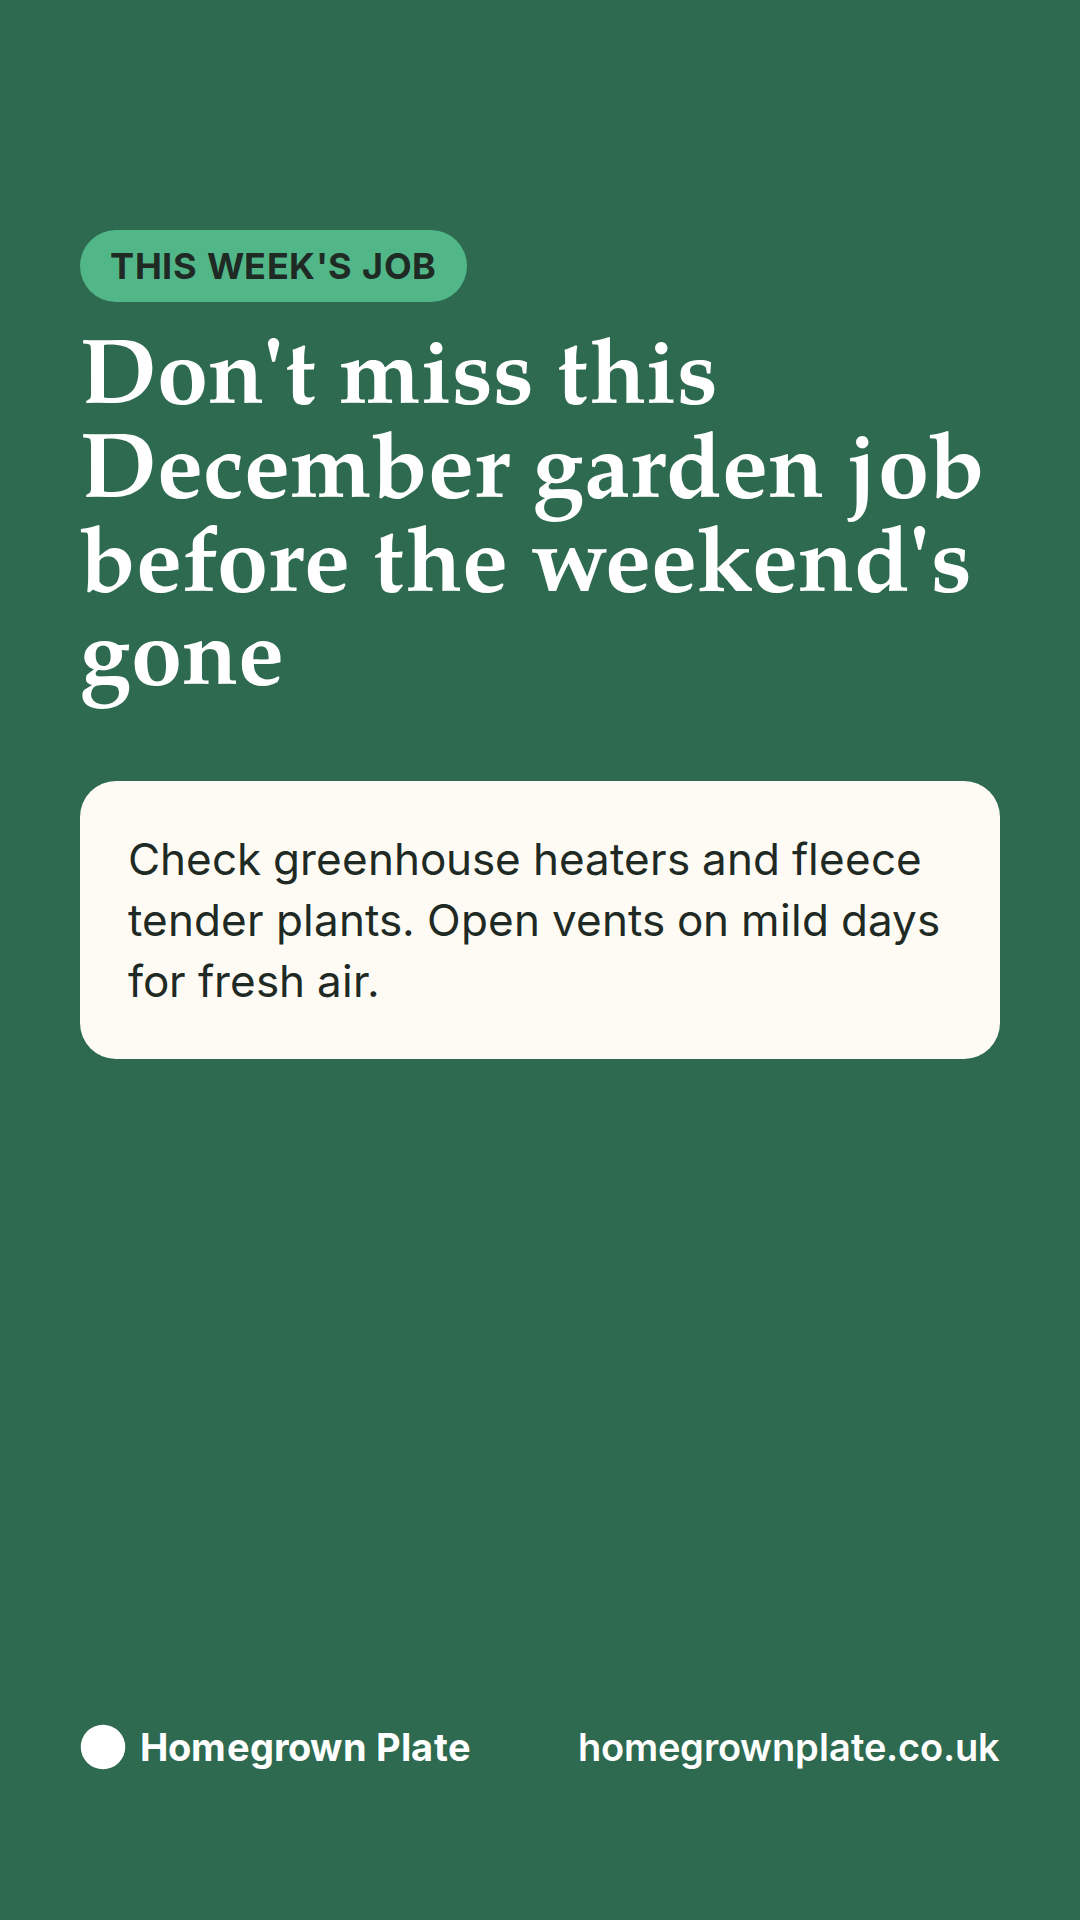 THIS WEEK'S JOB
Don't miss this
December garden job
before the weekend's
gone
Check greenhouse heaters and fleece
tender plants. Open vents on mild days
for fresh air.
Homegrown Plate
homegrownplate.co.uk